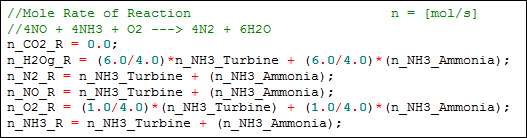 //Mole Rate of Reaction n = [mol/s]
//4NO + 4NH3 + O2 ---> 4N2 + 6H2O
n_CO2_R = 0.0;
n_H2Og_R = (6.0/4.0)*n_NH3_Turbine + (6.0/4.0)*(n_NH3_Ammonia);
n_N2_R = n_NH3_Turbine + (n_NH3_Ammonia);
n_NO_R = n_NH3_Turbine + (n_NH3_Ammonia);
n_O2_R = (1.0/4.0)*(n_NH3_Turbine) + (1.0/4.0)*(n_NH3_Ammonia);
n_NH3_R = n_NH3_Turbine + (n_NH3_Ammonia);